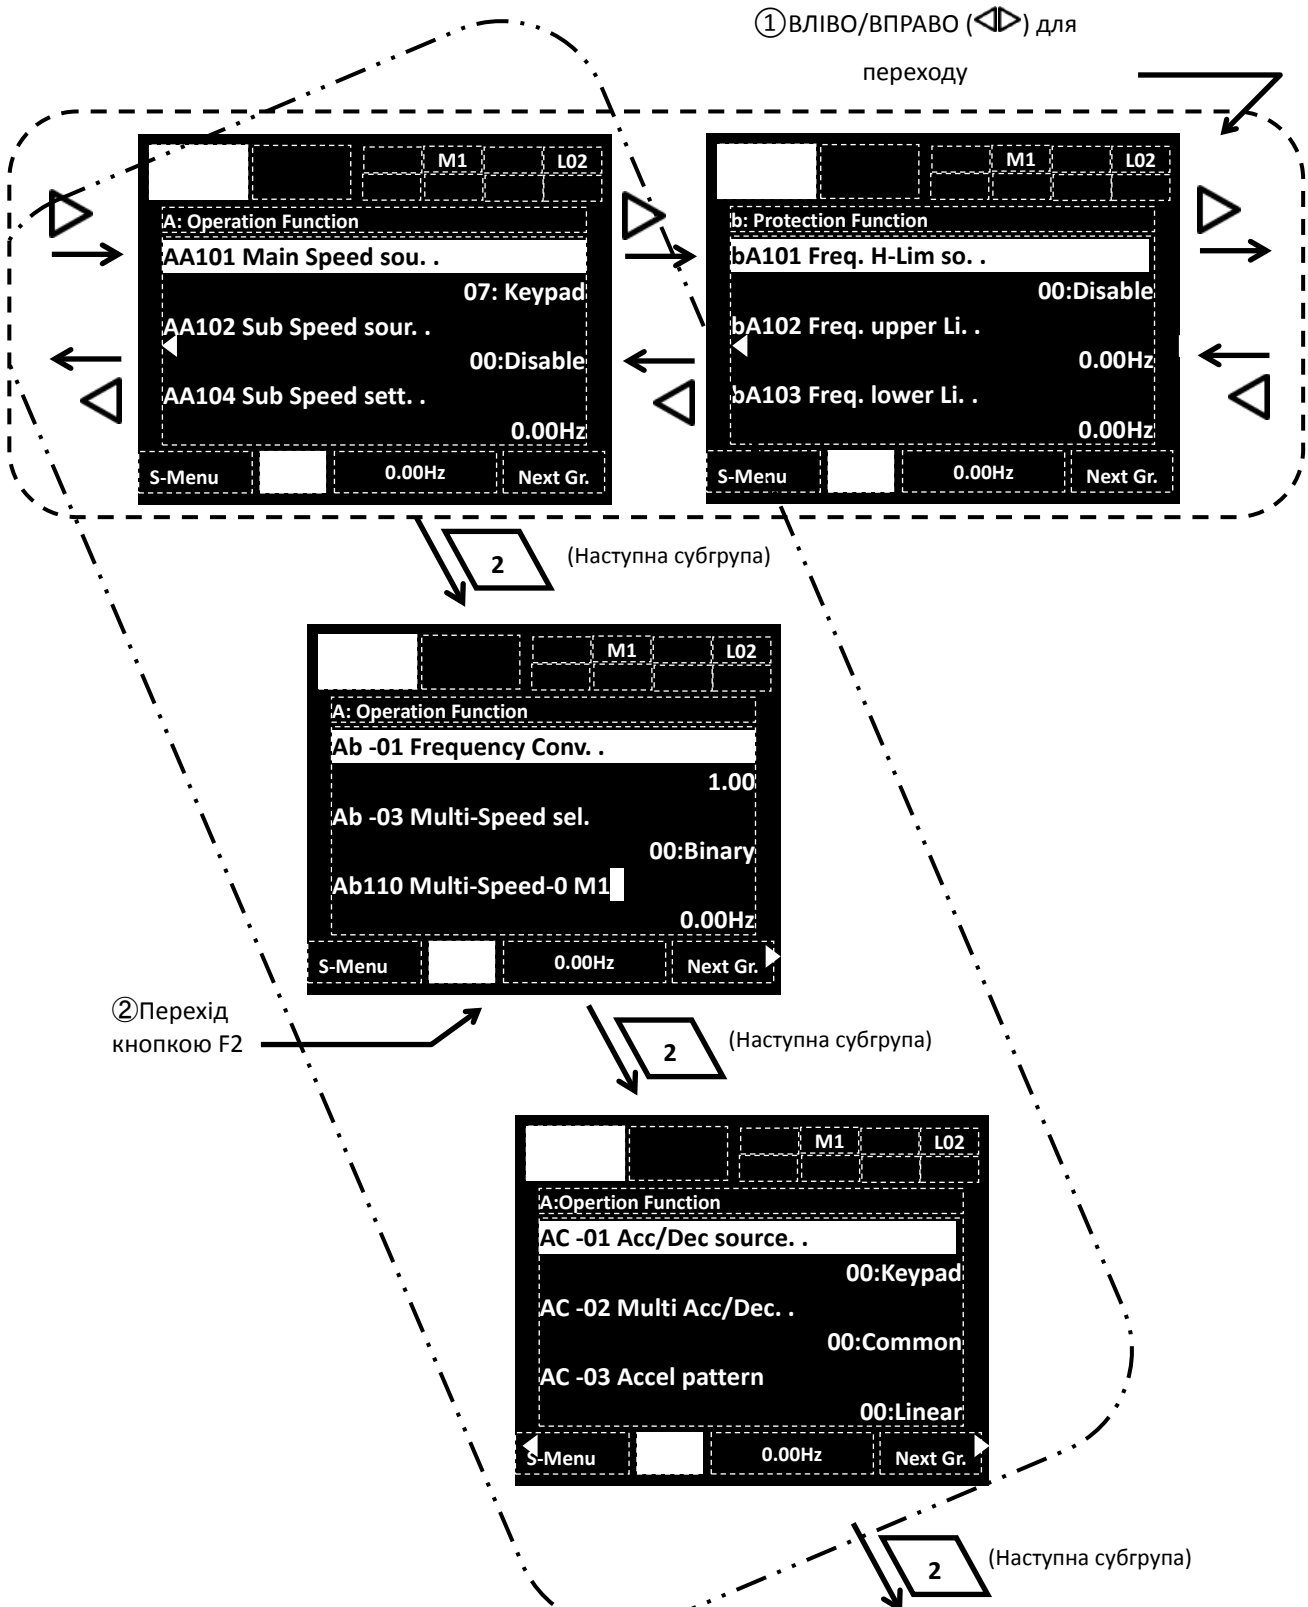 ①ВЛІВО/ВПРАВО (◁▷) для
переходу
M1 L02
A: Operation Function
AA101 Main Speed sou. .
07: Keypad
AA102 Sub Speed sour. .
00:Disable
AA104 Sub Speed sett. .
0.00Hz
S-Menu 0.00Hz Next Gr.
M1 L02
b: Protection Function
bA101 Freq. H-Lim so. .
00:Disable
bA102 Freq. upper Li. .
0.00Hz
bA103 Freq. lower Li. .
0.00Hz
S-Menu 0.00Hz Next Gr.
2 (Наступна субгрупа)
M1 L02
A: Operation Function
Ab -01 Frequency Conv. .
1.00
Ab -03 Multi-Speed sel.
00:Binary
Ab110 Multi-Speed-0 M1
0.00Hz
S-Menu 0.00Hz Next Gr.
②Перехід
кнопкою F2
2 (Наступна субгрупа)
M1 L02
A:Opertion Function
AC -01 Acc/Dec source. .
00:Keypad
AC -02 Multi Acc/Dec. .
00:Common
AC -03 Accel pattern
00:Linear
S-Menu 0.00Hz Next Gr.
2 (Наступна субгрупа)